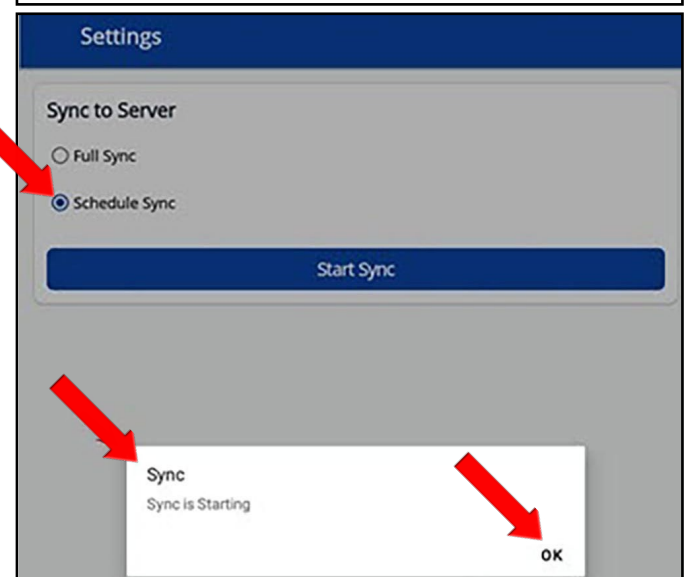 Settings
Sync to Server
Full Sync
Schedule Sync
Start Sync
Sync
Sync is Starting
OK